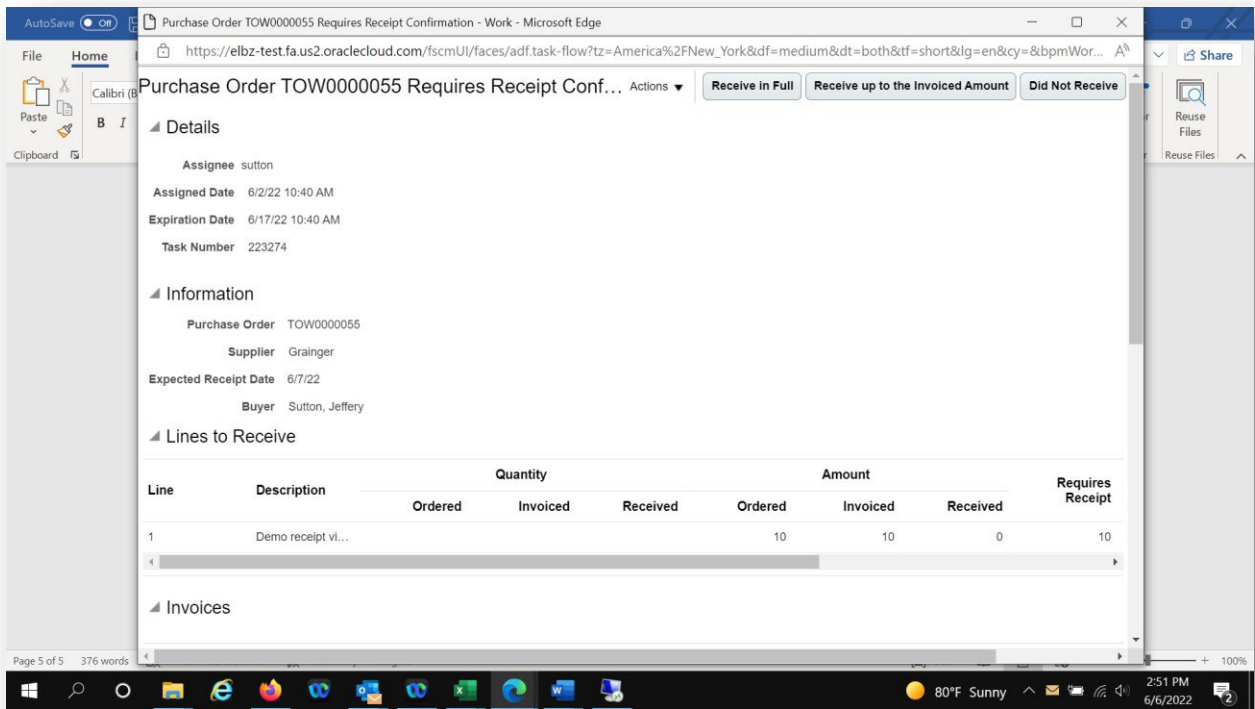 AutoSave Off
Purchase Order TOW0000055 Requires Receipt Confirmation - Work - Microsoft Edge
https://elbz-test.fa.us2.oraclecloud.com/fscmUI/faces/adf.task-flow?tz=America%2FNew_York&df=medium&dt=both&tf=short&lg=en&cy=&bpmWor...
File Home
Share
Paste
Calibri (B
B I
Clipboard
Reuse
Files
Reuse Files
Purchase Order TOW0000055 Requires Receipt Conf... Actions Receive in Full Receive up to the Invoiced Amount Did Not Receive
Details
Assignee sutton
Assigned Date 6/2/22 10:40 AM
Expiration Date 6/17/22 10:40 AM
Task Number 223274
Information
Purchase Order TOW0000055
Supplier Grainger
Expected Receipt Date 6/7/22
Buyer Sutton, Jeffery
Lines to Receive
Quantity Amount
Line Description Requires
Receipt
Ordered Invoiced Received Ordered Invoiced Received
1 Demo receipt vi... 10 10 0 10
Invoices
Page 5 of 5 376 words
100%
80°F Sunny
2:51 PM
6/6/2022
2